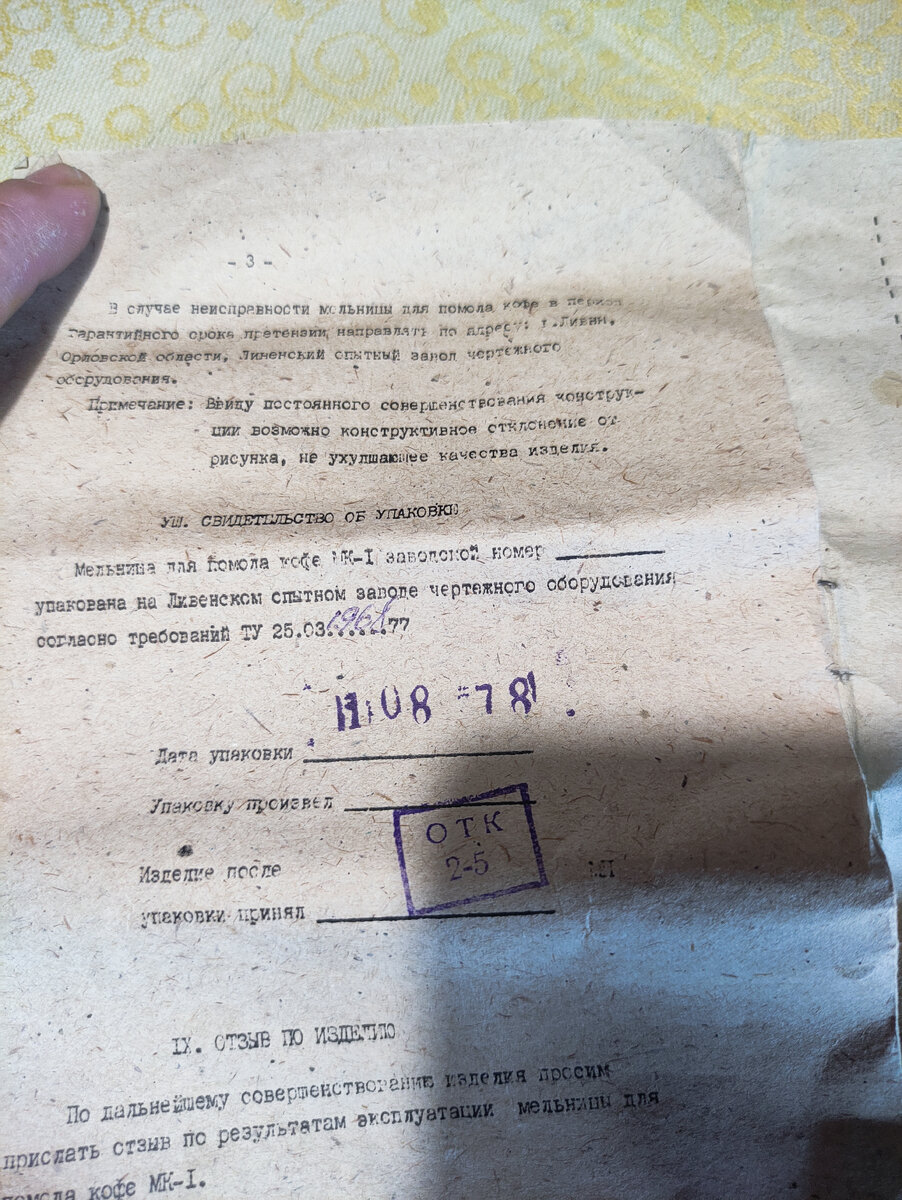 - 3 -
В случае неисправности мельницы для помола кофе в период
гарантийного срока претензии направлять по адресу: г.Ливны,
Орловской области, Ливенский опытный завод чертежного
оборудования.
Примечание: Ввиду постоянного совершенствования конструк-
ции возможно конструктивное отклонение от
рисунка, не ухудшающее качества изделия.
УШ. СВИДЕТЕЛЬСТВО ОБ УПАКОВКЕ
Мельница для помола кофе МК-I заводской номер
упакована на Ливенском опытном заводе чертежного оборудования
согласно требований ТУ 25.03.1968.77
11 08 78
Дата упаковки
Упаковку произвел
ОТК
2-5
Изделие после
МП
упаковки принял
IX. ОТЗЫВ ПО ИЗДЕЛИЮ
По дальнейшему совершенствованию изделия просим
прислать отзыв по результатам эксплуатации мельницы для
помола кофе МК-I.